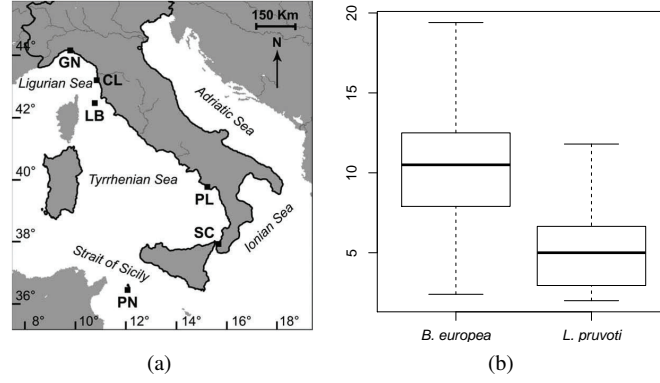 150 Km
N
44°
42°
40°
38°
36°
8° 10° 12° 14° 16° 18°
GN
Ligurian Sea
CL
LB
Adriatic Sea
Tyrrhenian Sea
PL
SC
Ionian Sea
Strait of Sicily
PN
(a)
20
15
10
5
B. europea L. pruvoti
(b)